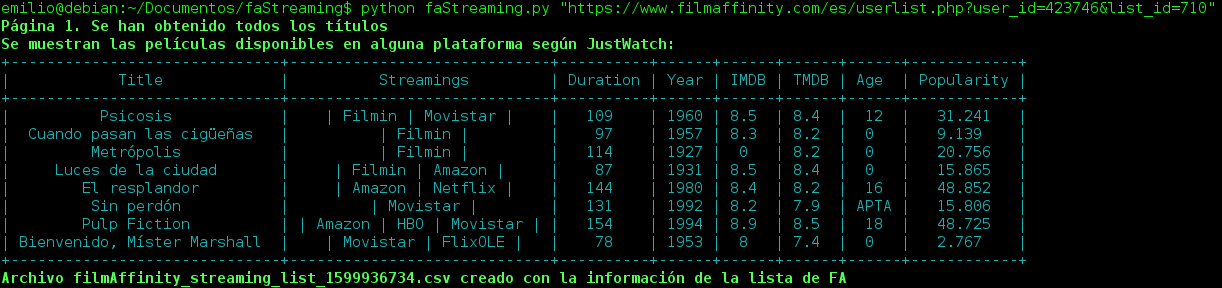 emilio@debian:~/Documentos/faStreaming$ python faStreaming.py "https://www.filmaffinity.com/es/userlist.php?user_id=423746&list_id=710"
Página 1. Se han obtenido todos los títulos
Se muestran las películas disponibles en alguna plataforma según JustWatch:
+------------------------------+-----------------------------+----------+------+------+------+------+------------+
| Title | Streamings | Duration | Year | IMDB | TMDB | Age | Popularity |
+------------------------------+-----------------------------+----------+------+------+------+------+------------+
| Psicosis | | Filmin | Movistar | | 109 | 1960 | 8.5 | 8.4 | 12 | 31.241 |
| Cuando pasan las cigüeñas | | Filmin | | 97 | 1957 | 8.3 | 8.2 | 0 | 9.139 |
| Metrópolis | | Filmin | | 114 | 1927 | 0 | 8.2 | 0 | 20.756 |
| Luces de la ciudad | | Filmin | Amazon | | 87 | 1931 | 8.5 | 8.4 | 0 | 15.865 |
| El resplandor | | Amazon | Netflix | | 144 | 1980 | 8.4 | 8.2 | 16 | 48.852 |
| Sin perdón | | Movistar | | 131 | 1992 | 8.2 | 7.9 | APTA | 15.806 |
| Pulp Fiction | | Amazon | HBO | Movistar | | 154 | 1994 | 8.9 | 8.5 | 18 | 48.725 |
| Bienvenido, Míster Marshall | | Movistar | FlixOLE | | 78 | 1953 | 8 | 7.4 | 0 | 2.767 |
+------------------------------+-----------------------------+----------+------+------+------+------+------------+
Archivo filmAffinity_streaming_list_1599936734.csv creado con la información de la lista de FA